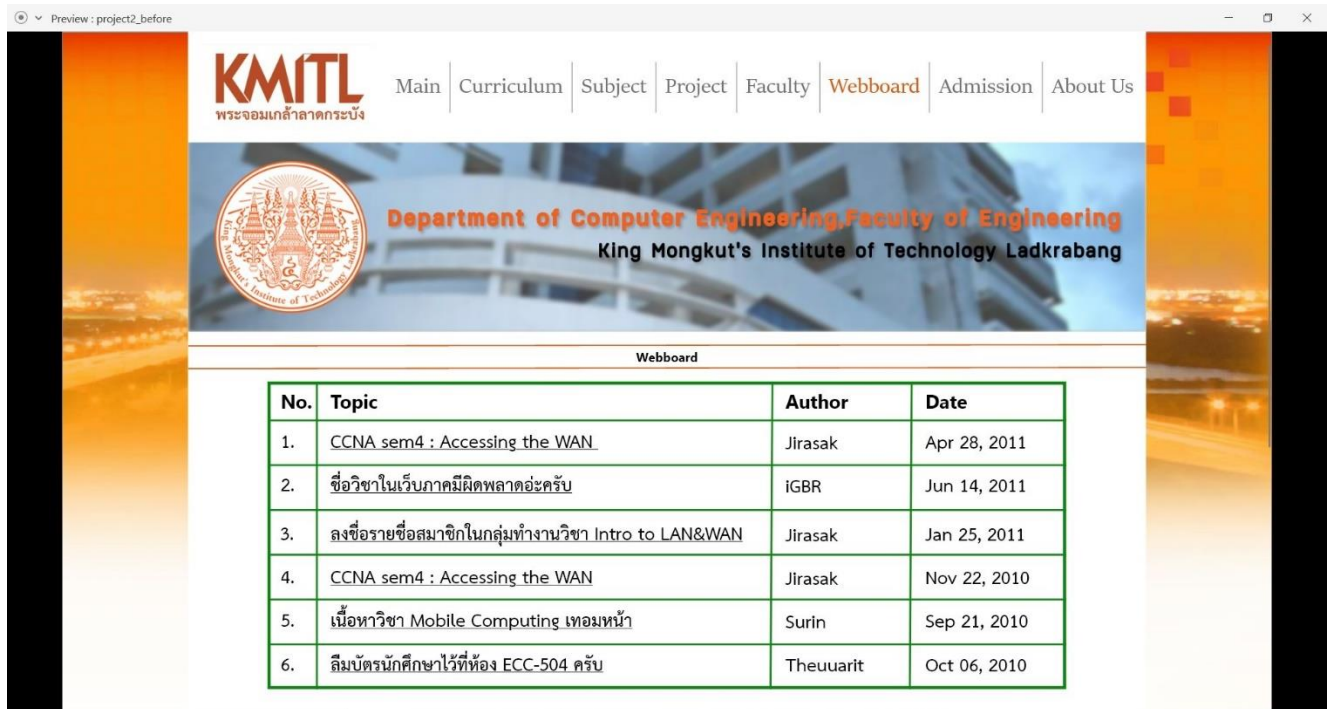 Preview : project2_before
KMITL
พระจอมเกล้าลาดกระบัง
Main Curriculum Subject Project Faculty Webboard Admission About Us
Department of Computer Engineering,Faculty of Engineering
King Mongkut's Institute of Technology Ladkrabang
King Mongkut's Institute of Technology Ladkrabang
Webboard
No. Topic Author Date
1. CCNA sem4 : Accessing the WAN Jirasak Apr 28, 2011
2. ชื่อวิชาในเว็บภาคมีผิดพลาดอ่ะครับ iGBR Jun 14, 2011
3. ลงชื่อรายชื่อสมาชิกในกลุ่มทำงานวิชา Intro to LAN&WAN Jirasak Jan 25, 2011
4. CCNA sem4 : Accessing the WAN Jirasak Nov 22, 2010
5. เนื้อหาวิชา Mobile Computing เทอมหน้า Surin Sep 21, 2010
6. ลืมบัตรนักศึกษาไว้ที่ห้อง ECC-504 ครับ Theuuarit Oct 06, 2010